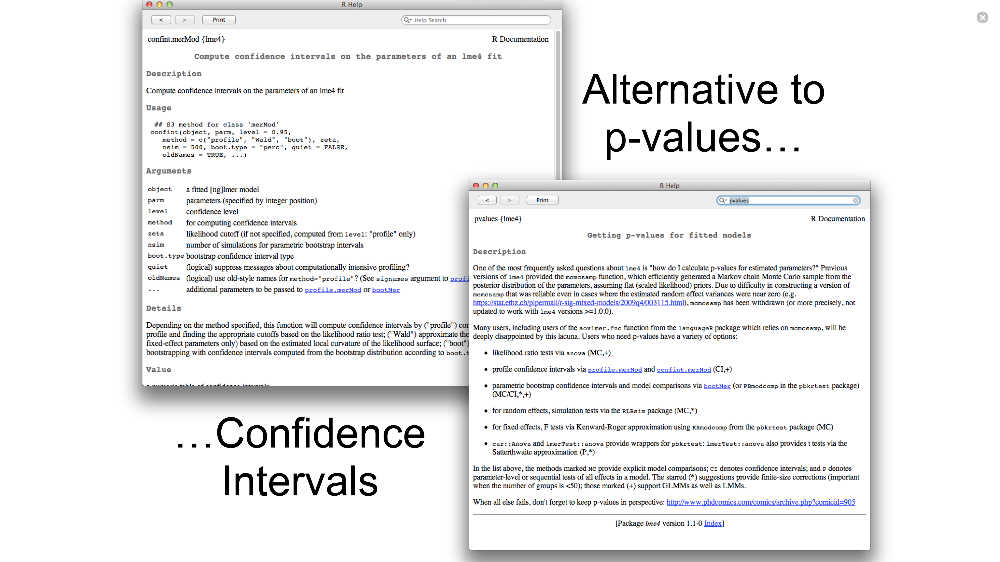 R Help
< > Print Help Search
confint.merMod {lme4} R Documentation
Compute confidence intervals on the parameters of an lme4 fit
Description
Compute confidence intervals on the parameters of an lme4 fit
Usage
## S3 method for class 'merMod'
confint(object, parm, level = 0.95,
method = c("profile", "Wald", "boot"), zeta,
nsim = 500, boot.type = "perc", quiet = FALSE,
oldNames = TRUE, ...)
Arguments
object a fitted [ng]lmer model
parm parameters (specified by integer position)
level confidence level
method for computing confidence intervals
zeta likelihood cutoff (if not specified, computed from level: "profile" only)
nsim number of simulations for parametric bootstrap intervals
boot.type bootstrap confidence interval type
quiet (logical) suppress messages about computationally intensive profiling?
oldNames (logical) use old-style names for method="profile"? (See signames argument to profi
... additional parameters to be passed to profile.merMod or bootMer
Details
Depending on the method specified, this function will compute confidence intervals by ("profile") con
profile and finding the appropriate cutoffs based on the likelihood ratio test; ("Wald") approximate the
fixed-effect parameters only) based on the estimated local curvature of the likelihood surface; ("boot")
bootstrapping with confidence intervals computed from the bootstrap distribution according to boot.t
Value
a numeric table of confidence intervals
Alternative to
p-values…
R Help
< > Print pvalues
pvalues {lme4} R Documentation
Getting p-values for fitted models
Description
One of the most frequently asked questions about lme4 is "how do I calculate p-values for estimated parameters?" Previous
versions of lme4 provided the mcmcsamp function, which efficiently generated a Markov chain Monte Carlo sample from the
posterior distribution of the parameters, assuming flat (scaled likelihood) priors. Due to difficulty in constructing a version of
mcmcsamp that was reliable even in cases where the estimated random effect variances were near zero (e.g.
https://stat.ethz.ch/pipermail/r-sig-mixed-models/2009q4/003115.html), mcmcsamp has been withdrawn (or more precisely, not
updated to work with lme4 versions >=1.0.0).
Many users, including users of the aovlmer.fnc function from the languageR package which relies on mcmcsamp, will be
deeply disappointed by this lacuna. Users who need p-values have a variety of options:
• likelihood ratio tests via anova (MC,+)
• profile confidence intervals via profile.merMod and confint.merMod (CI,+)
• parametric bootstrap confidence intervals and model comparisons via bootMer (or PBmodcomp in the pbkrtest package)
(MC/CI,*,+)
• for random effects, simulation tests via the RLRsim package (MC,*)
• for fixed effects, F tests via Kenward-Roger approximation using KRmodcomp from the pbkrtest package (MC)
• car::Anova and lmerTest::anova provide wrappers for pbkrtest: lmerTest::anova also provides t tests via the
Satterthwaite approximation (P,*)
In the list above, the methods marked MC provide explicit model comparisons; CI denotes confidence intervals; and P denotes
parameter-level or sequential tests of all effects in a model. The starred (*) suggestions provide finite-size corrections (important
when the number of groups is <50); those marked (+) support GLMMs as well as LMMs.
When all else fails, don't forget to keep p-values in perspective: http://www.phdcomics.com/comics/archive.php?comicid=905
[Package lme4 version 1.1-0 Index]
…Confidence
Intervals